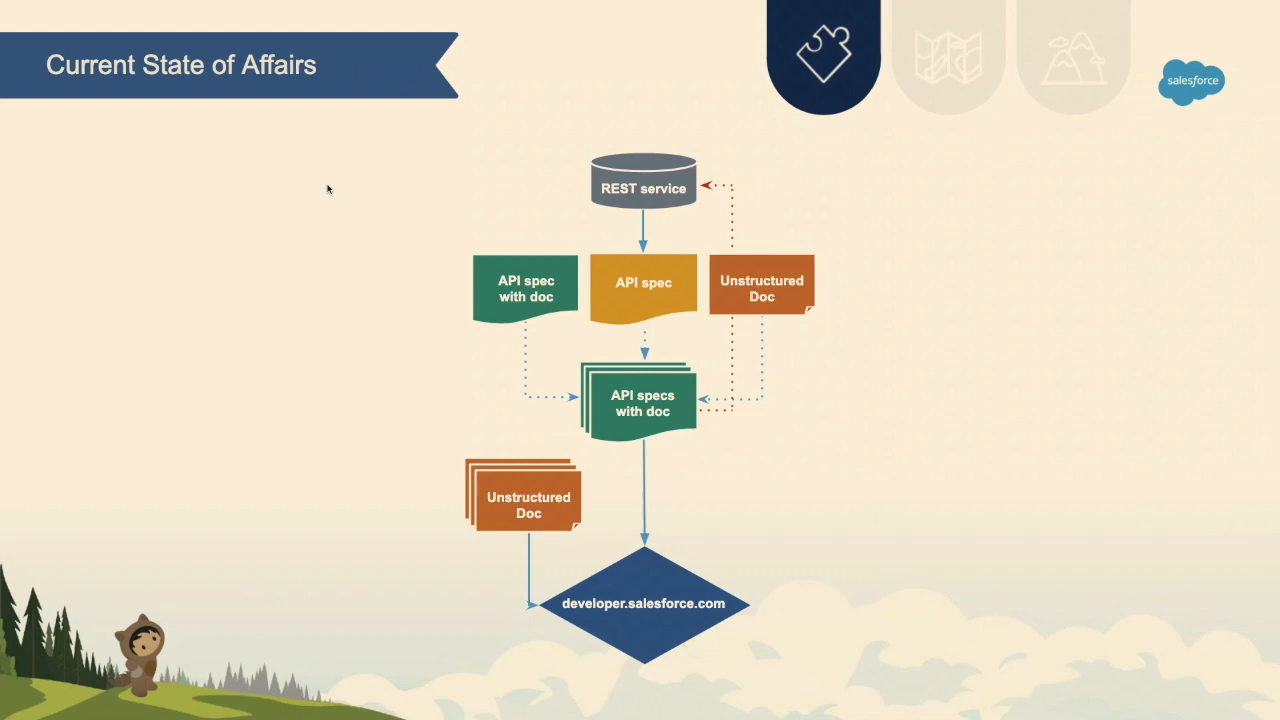 Current State of Affairs
salesforce
REST service
API spec
with doc
API spec
Unstructured
Doc
API specs
with doc
Unstructured
Doc
developer.salesforce.com